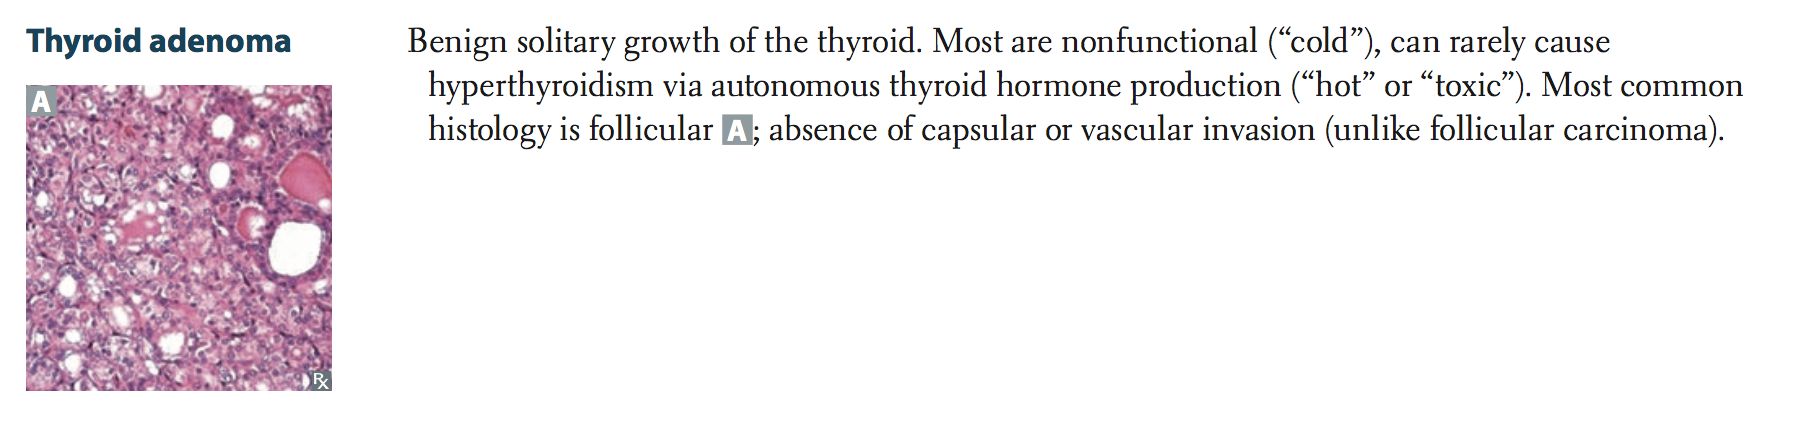 Thyroid adenoma
A
℞
Benign solitary growth of the thyroid. Most are nonfunctional (“cold”), can rarely cause
hyperthyroidism via autonomous thyroid hormone production (“hot” or “toxic”). Most common
histology is follicular A; absence of capsular or vascular invasion (unlike follicular carcinoma).